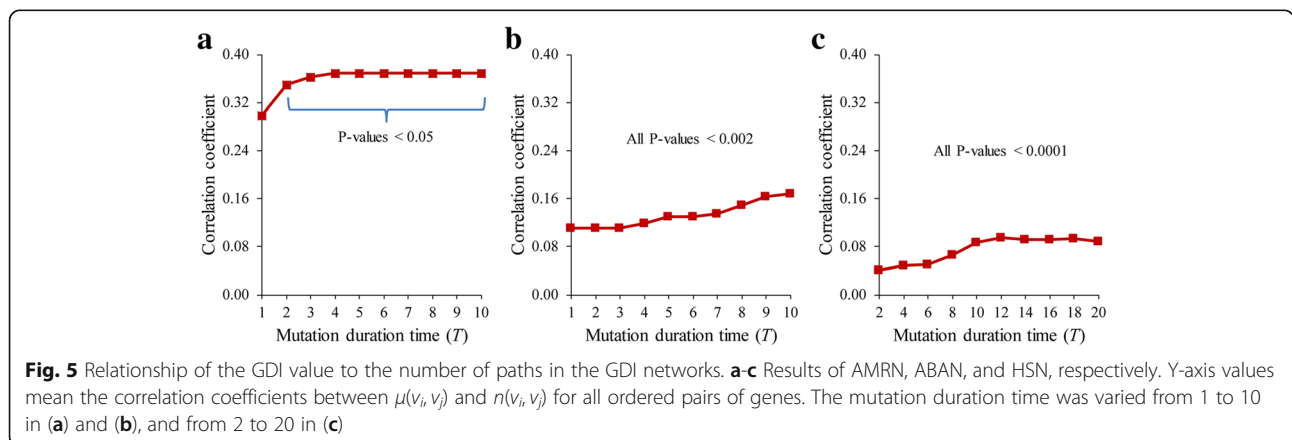 a
b
c
0.40
0.32
0.24
0.16
0.08
0.00
Correlation coefficient
P-values < 0.05
1 2 3 4 5 6 7 8 9 10
Mutation duration time (T)
0.40
0.32
0.24
0.16
0.08
0.00
Correlation coefficient
All P-values < 0.002
1 2 3 4 5 6 7 8 9 10
Mutation duration time (T)
0.40
0.32
0.24
0.16
0.08
0.00
Correlation coefficient
All P-values < 0.0001
2 4 6 8 10 12 14 16 18 20
Mutation duration time (T)
Fig. 5 Relationship of the GDI value to the number of paths in the GDI networks. a-c Results of AMRN, ABAN, and HSN, respectively. Y-axis values
mean the correlation coefficients between μ(vi, vj) and n(vi, vj) for all ordered pairs of genes. The mutation duration time was varied from 1 to 10
in (a) and (b), and from 2 to 20 in (c)